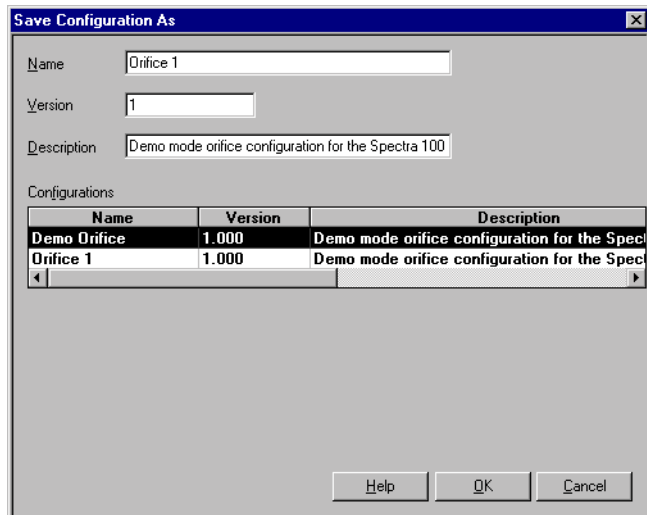 Save Configuration As
Name Orifice 1
Version 1
Description Demo mode orifice configuration for the Spectra 100
Configurations
Name Version Description
Demo Orifice 1.000 Demo mode orifice configuration for the
Orifice 1 1.000 Demo mode orifice configuration for the
Help OK Cancel